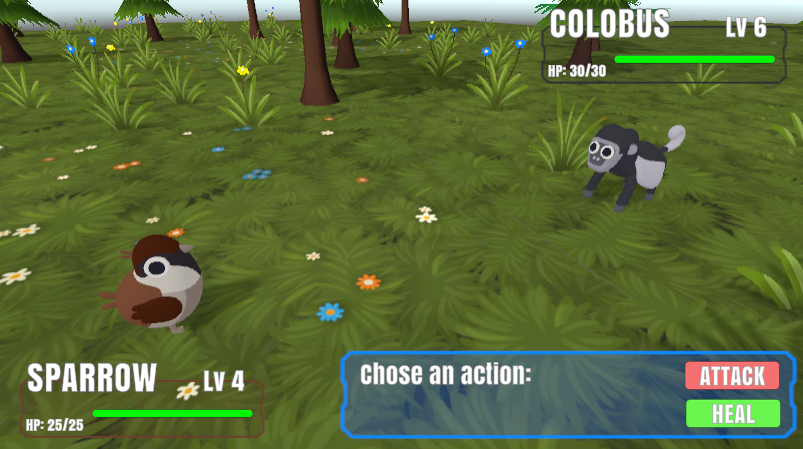 COLOBUS Lv 6
HP: 30/30
SPARROW Lv 4
HP: 25/25
chose an action:
ATTACK
HEAL